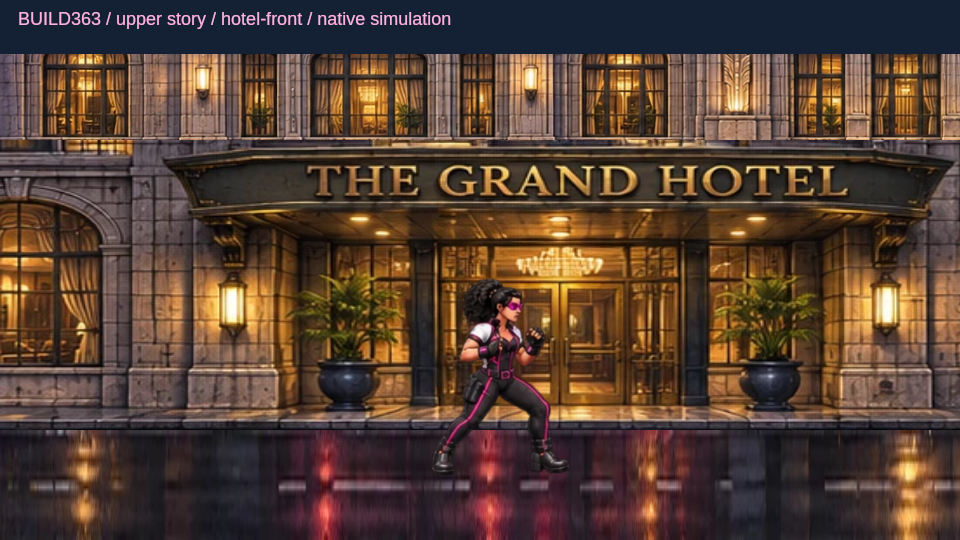 BUILD363 / upper story / hotel-front / native simulation
THE GRAND HOTEL